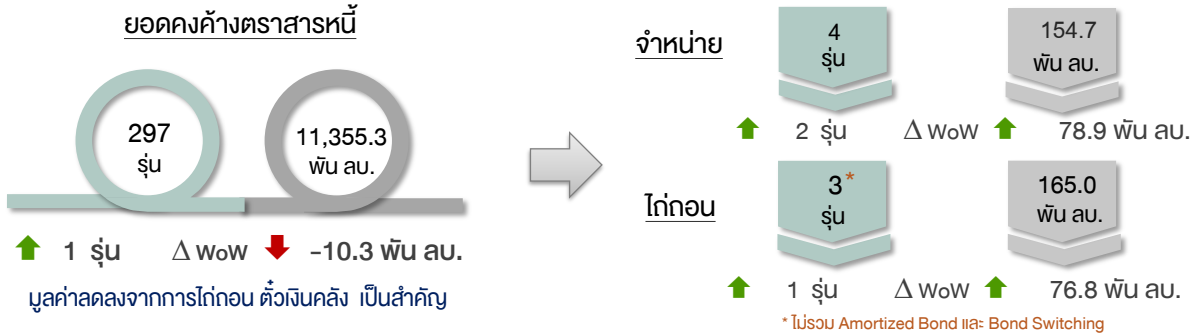 ยอดคงค้างตราสารหนี้
297
รุ่น
11,355.3
พัน ลบ.
1 รุ่น Δ WoW -10.3 พัน ลบ.
มูลค่าลดลงจากการไถ่ถอน ตั๋วเงินคลัง เป็นสำคัญ
จำหน่าย
4
รุ่น
154.7
พัน ลบ.
2 รุ่น Δ WoW 78.9 พัน ลบ.
ไถ่ถอน
3*
รุ่น
165.0
พัน ลบ.
1 รุ่น Δ WoW 76.8 พัน ลบ.
* ไม่รวม Amortized Bond และ Bond Switching